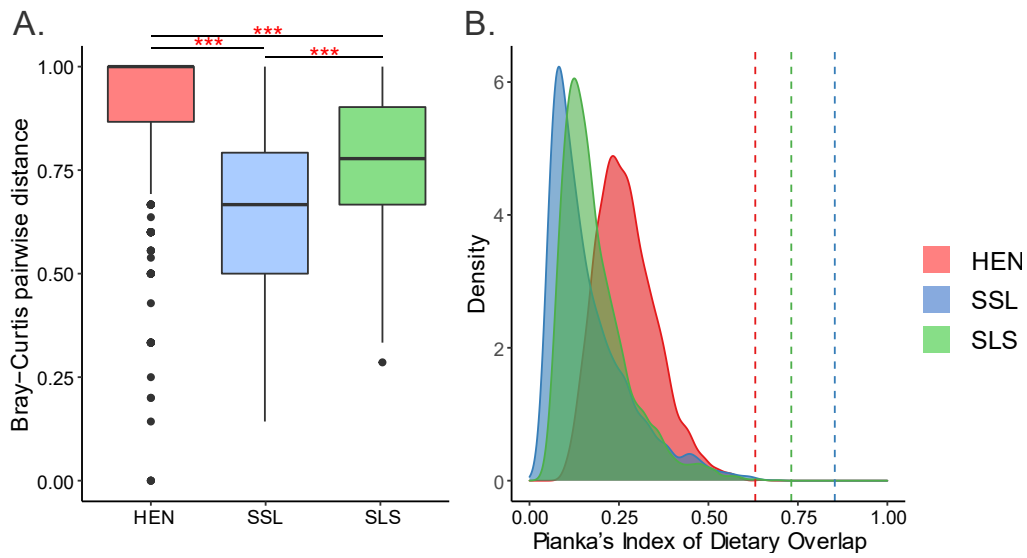 A.
***
***
***
1.00
0.75
0.50
0.25
0.00
Bray−Curtis pairwise distance
HEN
SSL
SLS
B.
6
4
2
0
Density
0.00
0.25
0.50
0.75
1.00
Pianka's Index of Dietary Overlap
HEN
SSL
SLS